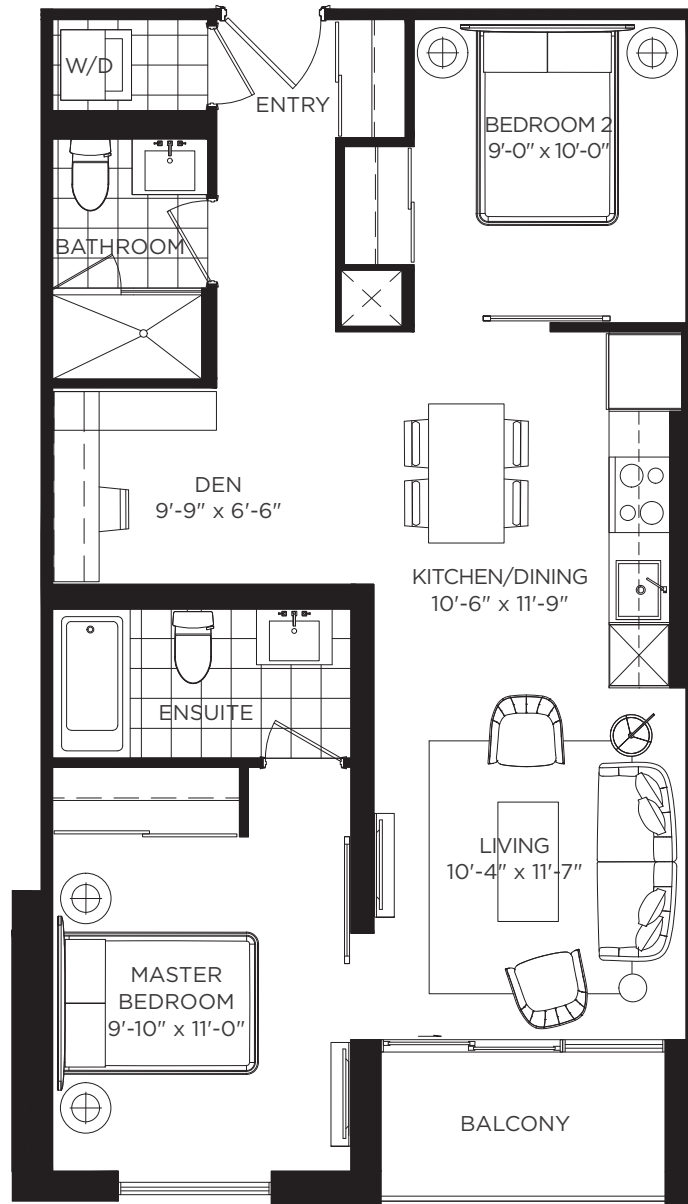 W/D
ENTRY
BEDROOM 2
9'-0" x 10'-0"
BATHROOM
DEN
9'-9" x 6'-6"
KITCHEN/DINING
10'-6" x 11'-9"
ENSUITE
LIVING
10'-4" x 11'-7"
MASTER
BEDROOM
9'-10" x 11'-0"
BALCONY